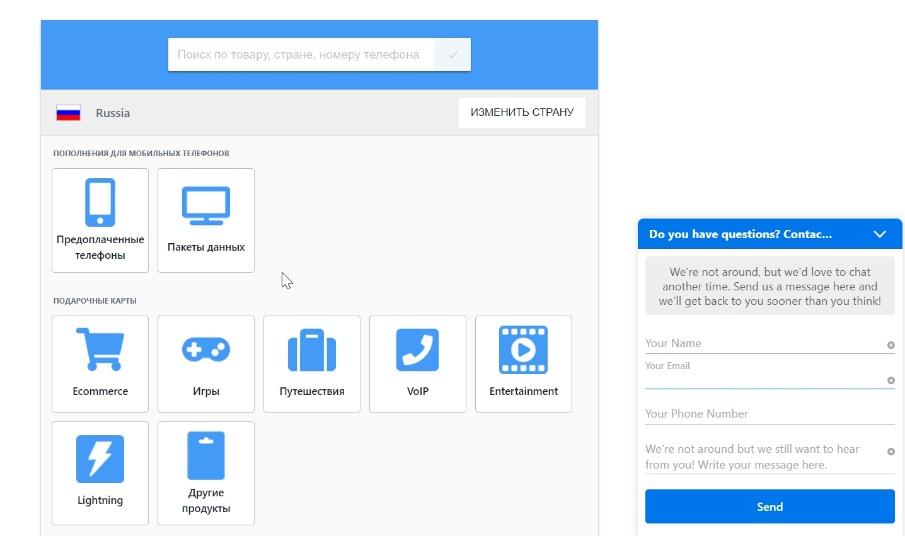 Поиск по товару, стране, номеру телефона
Russia
ИЗМЕНИТЬ СТРАНУ
ПОПОЛНЕНИЯ ДЛЯ МОБИЛЬНЫХ ТЕЛЕФОНОВ
Предоплаченные
телефоны
Пакеты данных
ПОДАРОЧНЫЕ КАРТЫ
Ecommerce
Игры
Путешествия
VoIP
Entertainment
Lightning
Другие
продукты
Do you have questions? Contac...
We're not around, but we'd love to chat
another time. Send us a message here and
we'll get back to you sooner than you think!
Your Name
Your Email
Your Phone Number
We're not around but we still want to hear
from you! Write your message here.
Send